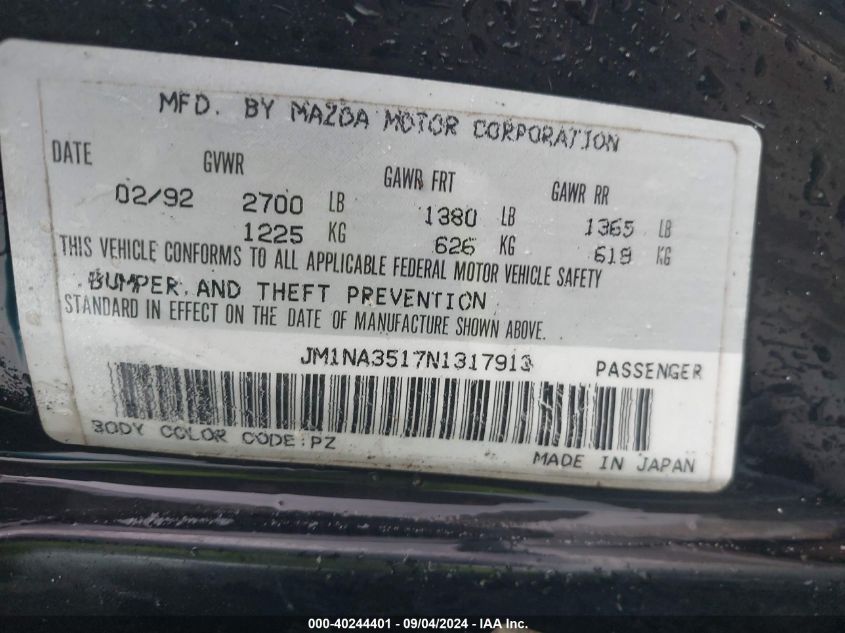 MFD. BY MAZDA MOTOR CORPORATION
DATE GVWR GAWR FRT GAWR RR
02/92 2700 LB 1380 LB 1365 LB
1225 KG 626 KG 619 KG
THIS VEHICLE CONFORMS TO ALL APPLICABLE FEDERAL MOTOR VEHICLE SAFETY
BUMPER, AND THEFT PREVENTION
STANDARD IN EFFECT ON THE DATE OF MANUFACTURE SHOWN ABOVE.
JM1NA3517N1317913 PASSENGER
BODY COLOR CODE:PZ
MADE IN JAPAN
000-40244401 - 09/04/2024 - IAA Inc.